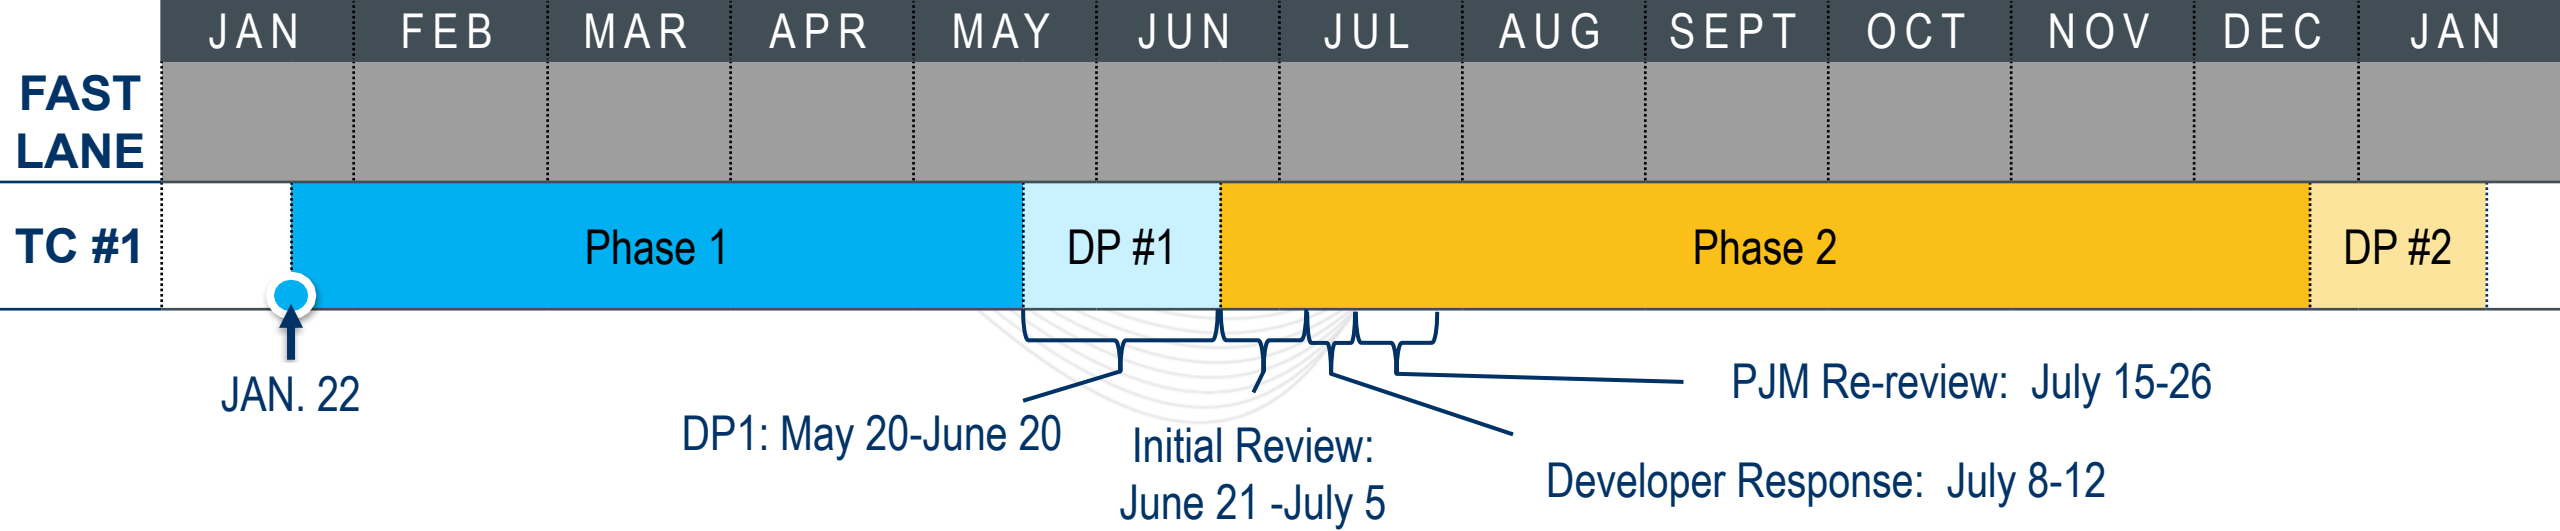 JAN FEB MAR APR MAY JUN JUL AUG SEPT OCT NOV DEC JAN
FAST
LANE
TC #1
Phase 1
DP #1
Phase 2
DP #2
JAN. 22
DP1: May 20-June 20
Initial Review:
June 21 -July 5
PJM Re-review: July 15-26
Developer Response: July 8-12